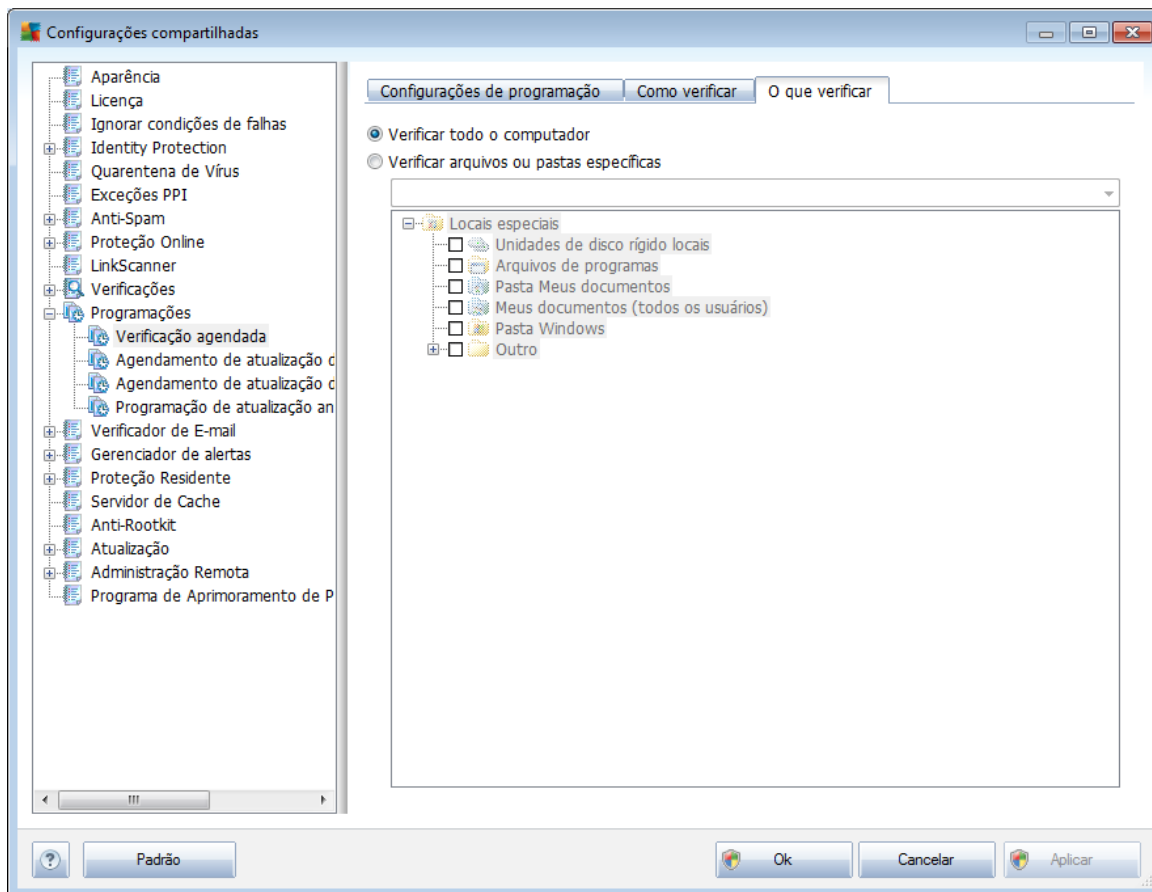 Configurações compartilhadas
Aparência
Licença
Ignorar condições de falhas
Identity Protection
Quarentena de Vírus
Exceções PPI
Anti-Spam
Proteção Online
LinkScanner
Verificações
Programações
Verificação agendada
Agendamento de atualização d
Agendamento de atualização d
Programação de atualização an
Verificador de E-mail
Gerenciador de alertas
Proteção Residente
Servidor de Cache
Anti-Rootkit
Atualização
Administração Remota
Programa de Aprimoramento de P
Configurações de programação
Como verificar
O que verificar
Verificar todo o computador
Verificar arquivos ou pastas específicas
Locais especiais
Unidades de disco rígido locais
Arquivos de programas
Pasta Meus documentos
Meus documentos (todos os usuários)
Pasta Windows
Outro
?
Padrão
Ok
Cancelar
Aplicar